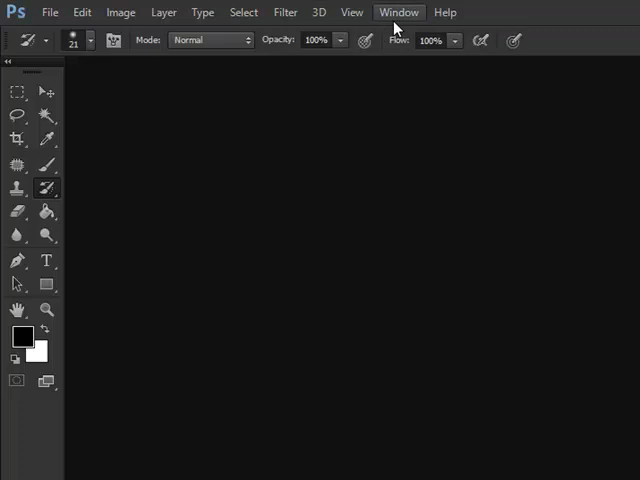 Ps File Edit Image Layer Type Select Filter 3D View Window Help
21 Mode: Normal Opacity: 100% Flow: 100%
T